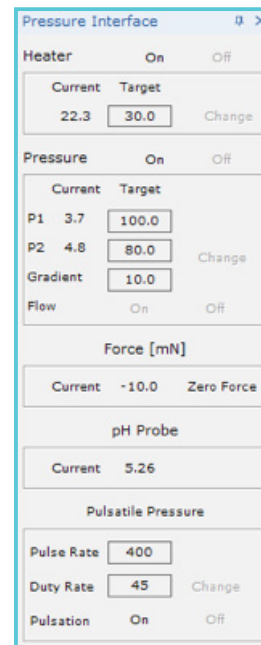 Pressure Interface
Heater On Off
Current Target
22.3 30.0 Change
Pressure On Off
Current Target
P1 3.7 100.0
P2 4.8 80.0 Change
Gradient 10.0
Flow On Off
Force [mN]
Current -10.0 Zero Force
pH Probe
Current 5.26
Pulsatile Pressure
Pulse Rate 400
Duty Rate 45 Change
Pulsation On Off